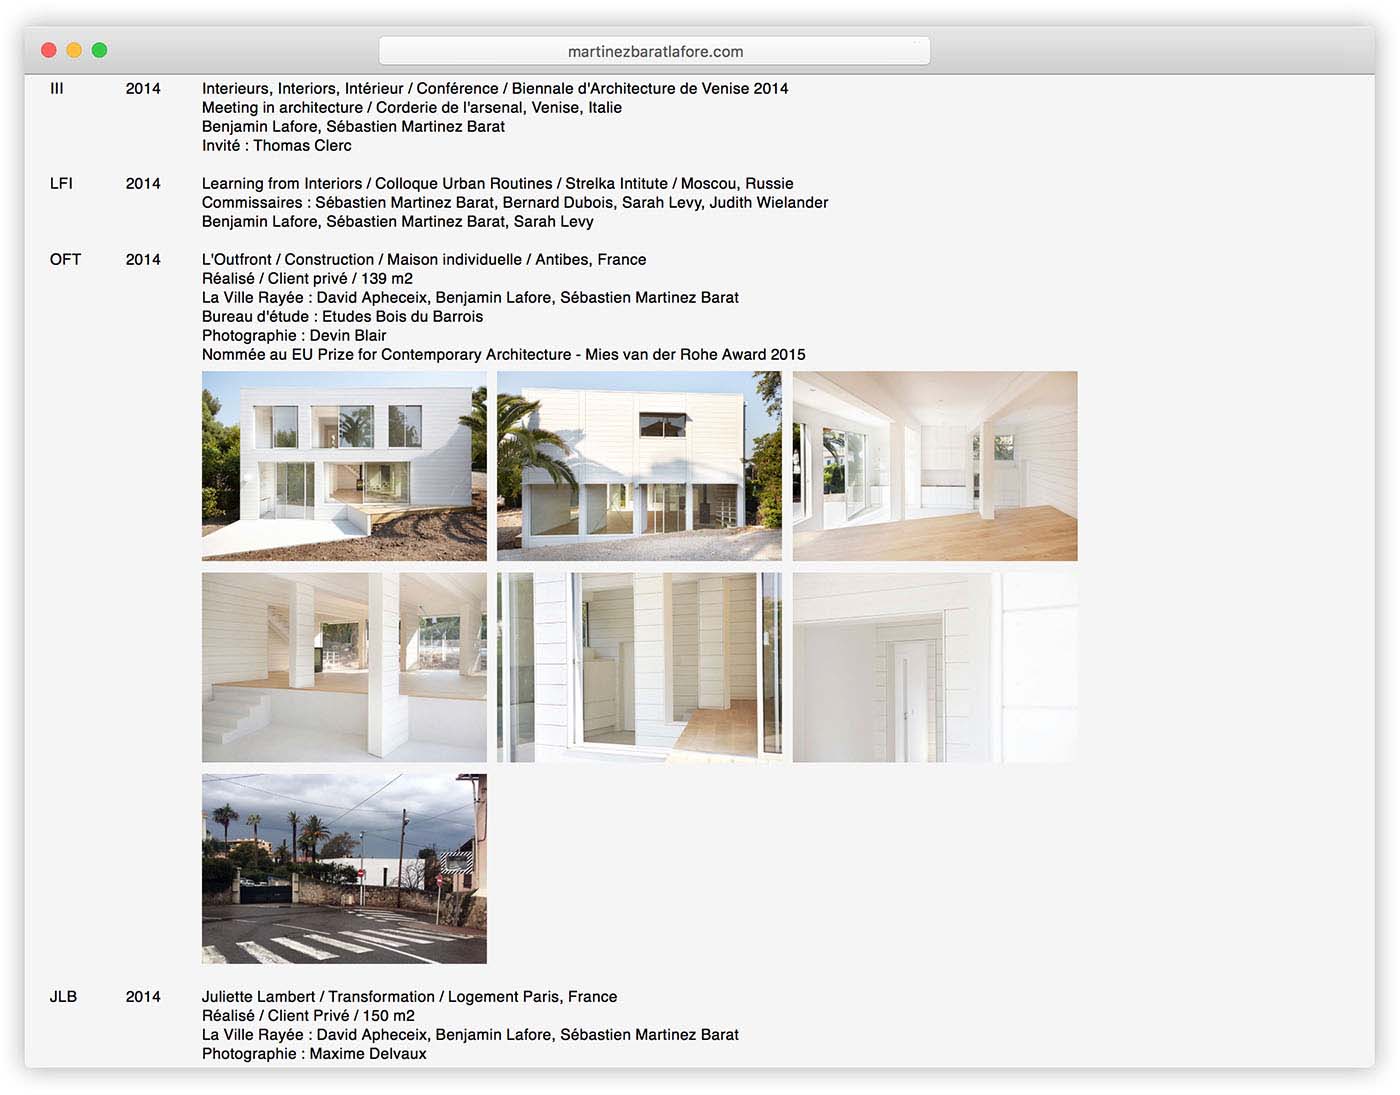 martinezbaratlafore.com
III 2014 Interieurs, Interiors, Intérieur / Conférence / Biennale d'Architecture de Venise 2014
Meeting in architecture / Corderie de l'arsenal, Venise, Italie
Benjamin Lafore, Sébastien Martinez Barat
Invité : Thomas Clerc
LFI 2014 Learning from Interiors / Colloque Urban Routines / Strelka Intitute / Moscou, Russie
Commissaires : Sébastien Martinez Barat, Bernard Dubois, Sarah Levy, Judith Wielander
Benjamin Lafore, Sébastien Martinez Barat, Sarah Levy
OFT 2014 L'Outfront / Construction / Maison individuelle / Antibes, France
Réalisé / Client privé / 139 m2
La Ville Rayée : David Apheceix, Benjamin Lafore, Sébastien Martinez Barat
Bureau d'étude : Etudes Bois du Barrois
Photographie : Devin Blair
Nommée au EU Prize for Contemporary Architecture - Mies van der Rohe Award 2015
JLB 2014 Juliette Lambert / Transformation / Logement Paris, France
Réalisé / Client Privé / 150 m2
La Ville Rayée : David Apheceix, Benjamin Lafore, Sébastien Martinez Barat
Photographie : Maxime Delvaux